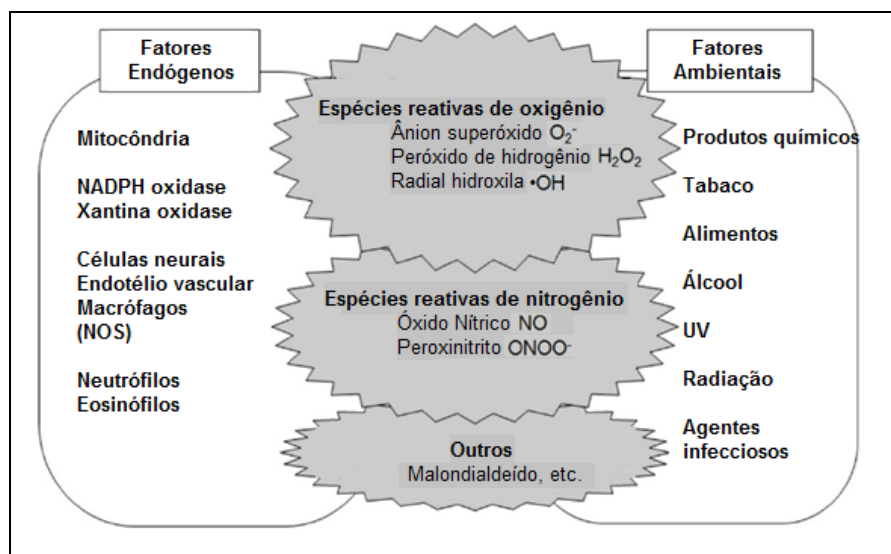 Fatores
Endógenos
Mitocôndria
NADPH oxidase
Xantina oxidase
Células neurais
Endotélio vascular
Macrófagos
(NOS)
Neutrófilos
Eosinófilos
Espécies reativas de oxigênio
Ânion superóxido O₂⁻
Peróxido de hidrogênio H₂O₂
Radial hidroxila •OH
Espécies reativas de nitrogênio
Óxido Nítrico NO
Peroxinitrito ONOO⁻
Outros
Malondialdeído, etc.
Fatores
Ambientais
Produtos químicos
Tabaco
Alimentos
Álcool
UV
Radiação
Agentes
infecciosos